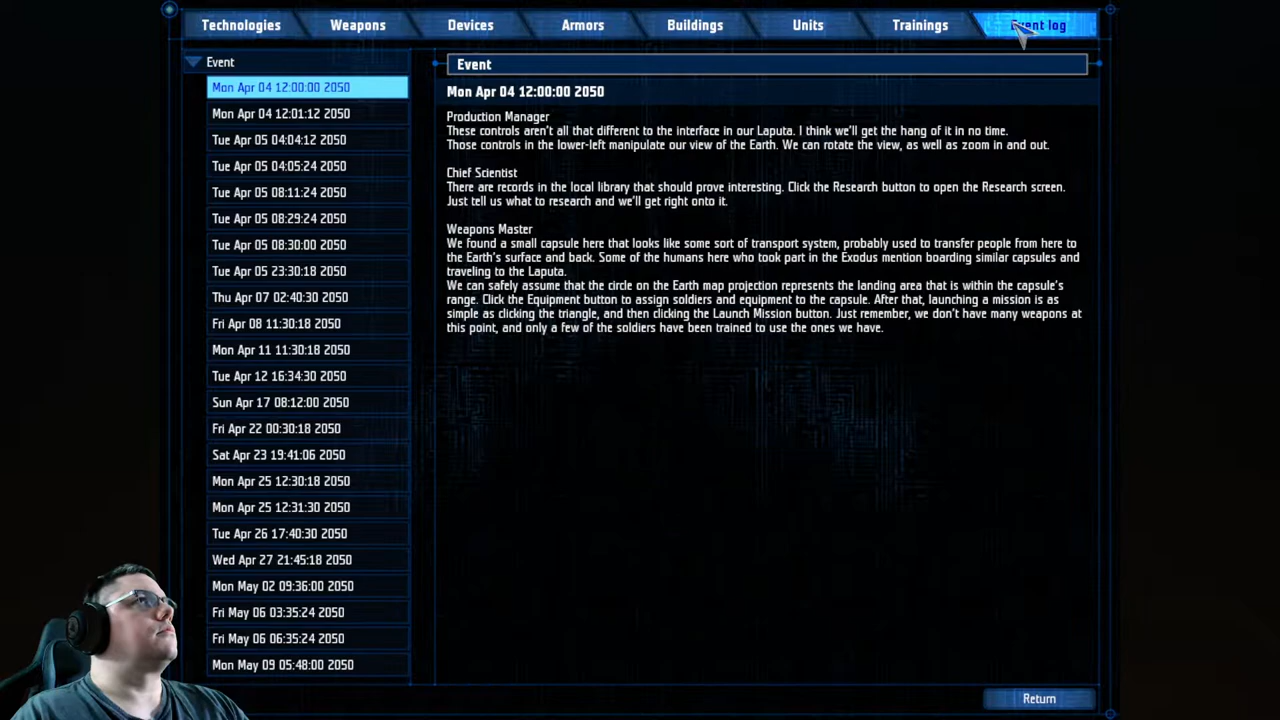 Technologies Weapons Devices Armors Buildings Units Trainings Event log
Event
Mon Apr 04 12:00:00 2050
Mon Apr 04 12:01:12 2050
Tue Apr 05 04:04:12 2050
Tue Apr 05 04:05:24 2050
Tue Apr 05 08:11:24 2050
Tue Apr 05 08:29:24 2050
Tue Apr 05 08:30:00 2050
Tue Apr 05 23:30:18 2050
Thu Apr 07 02:40:30 2050
Fri Apr 08 11:30:18 2050
Mon Apr 11 11:30:18 2050
Tue Apr 12 16:34:30 2050
Sun Apr 17 08:12:00 2050
Fri Apr 22 00:30:18 2050
Sat Apr 23 19:41:06 2050
Mon Apr 25 12:30:18 2050
Mon Apr 25 12:31:30 2050
Tue Apr 26 17:40:30 2050
Wed Apr 27 21:45:18 2050
Mon May 02 09:36:00 2050
Fri May 06 03:35:24 2050
Fri May 06 06:35:24 2050
Mon May 09 05:48:00 2050
Event
Mon Apr 04 12:00:00 2050
Production Manager
These controls aren't all that different to the interface in our Laputa. I think we'll get the hang of it in no time.
Those controls in the lower-left manipulate our view of the Earth. We can rotate the view, as well as zoom in and out.
Chief Scientist
There are records in the local library that should prove interesting. Click the Research button to open the Research screen.
Just tell us what to research and we'll get right onto it.
Weapons Master
We found a small capsule here that looks like some sort of transport system, probably used to transfer people from here to
the Earth's surface and back. Some of the humans here who took part in the Exodus mention boarding similar capsules and
traveling to the Laputa.
We can safely assume that the circle on the Earth map projection represents the landing area that is within the capsule's
range. Click the Equipment button to assign soldiers and equipment to the capsule. After that, launching a mission is as
simple as clicking the triangle, and then clicking the Launch Mission button. Just remember, we don't have many weapons at
this point, and only a few of the soldiers have been trained to use the ones we have.
Return